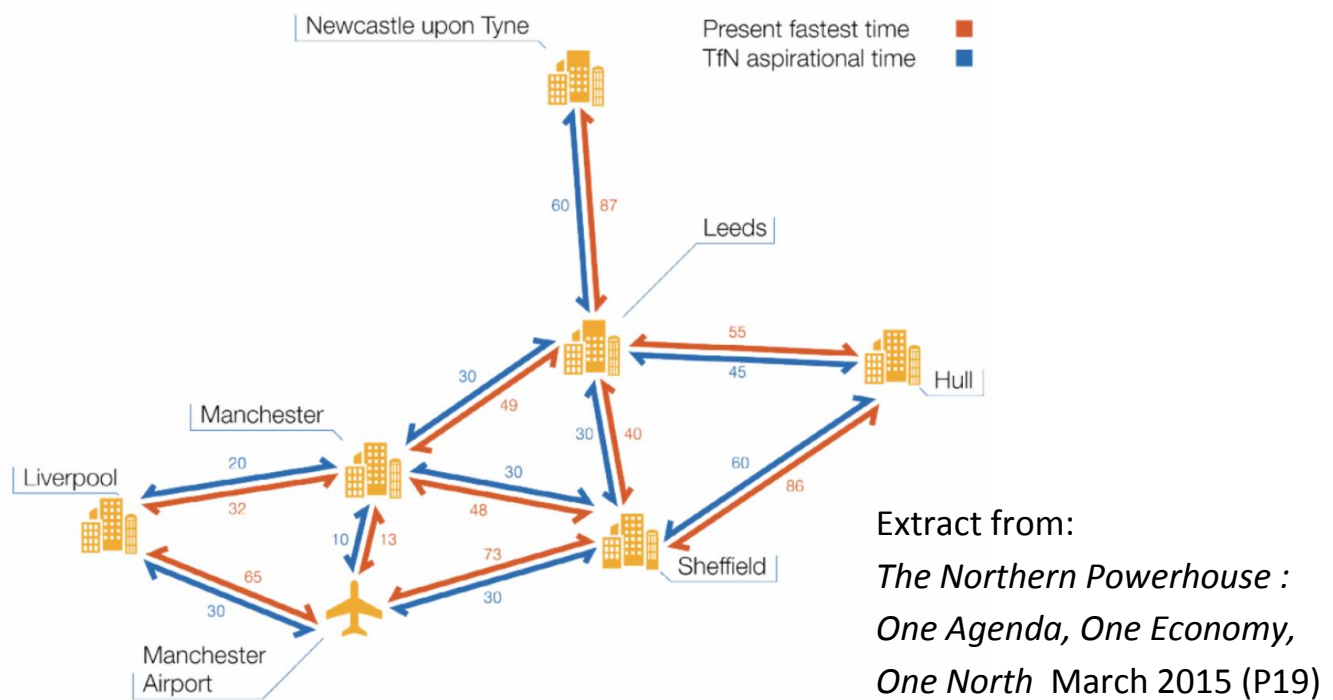 Newcastle upon Tyne
Present fastest time
TfN aspirational time
60
87
Leeds
55
45
Hull
30
49
30
40
Manchester
20
32
30
48
60
86
Liverpool
10
13
73
30
Sheffield
65
30
Manchester
Airport
Extract from:
The Northern Powerhouse :
One Agenda, One Economy,
One North March 2015 (P19)